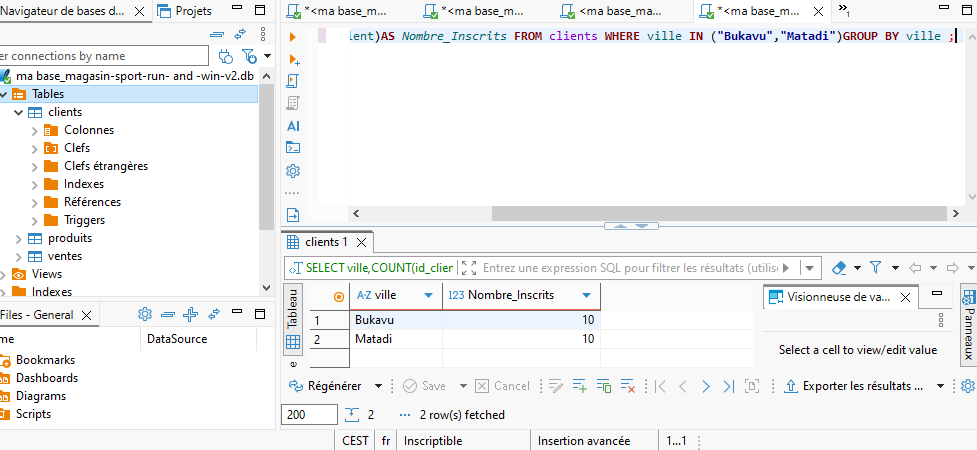 Navigateur de bases d...
Projets
er connections by name
ma base_magasin-sport-run- and -win-v2.db
Tables
clients
Colonnes
Clefs
Clefs étrangères
Indexes
Références
Triggers
produits
ventes
Views
Indexes
Files - General
me
DataSource
Bookmarks
Dashboards
Diagrams
Scripts
*<ma base_m...
*<ma base_m...
<ma base_ma...
*<ma base_m...
»1
lient)AS Nombre_Inscrits FROM clients WHERE ville IN ("Bukavu","Matadi")GROUP BY ville ;
AI
clients 1
SELECT ville,COUNT(id_clier
Entrez une expression SQL pour filtrer les résultats (utilise
Tableau
e
A-Z ville
123 Nombre_Inscrits
1 Bukavu 10
2 Matadi 10
Visionneuse de va...
Select a cell to view/edit value
Panneaux
Régénérer
Save
Cancel
Exporter les résultats ...
200
2
2 row(s) fetched
CEST
fr
Inscriptible
Insertion avancée
1...1